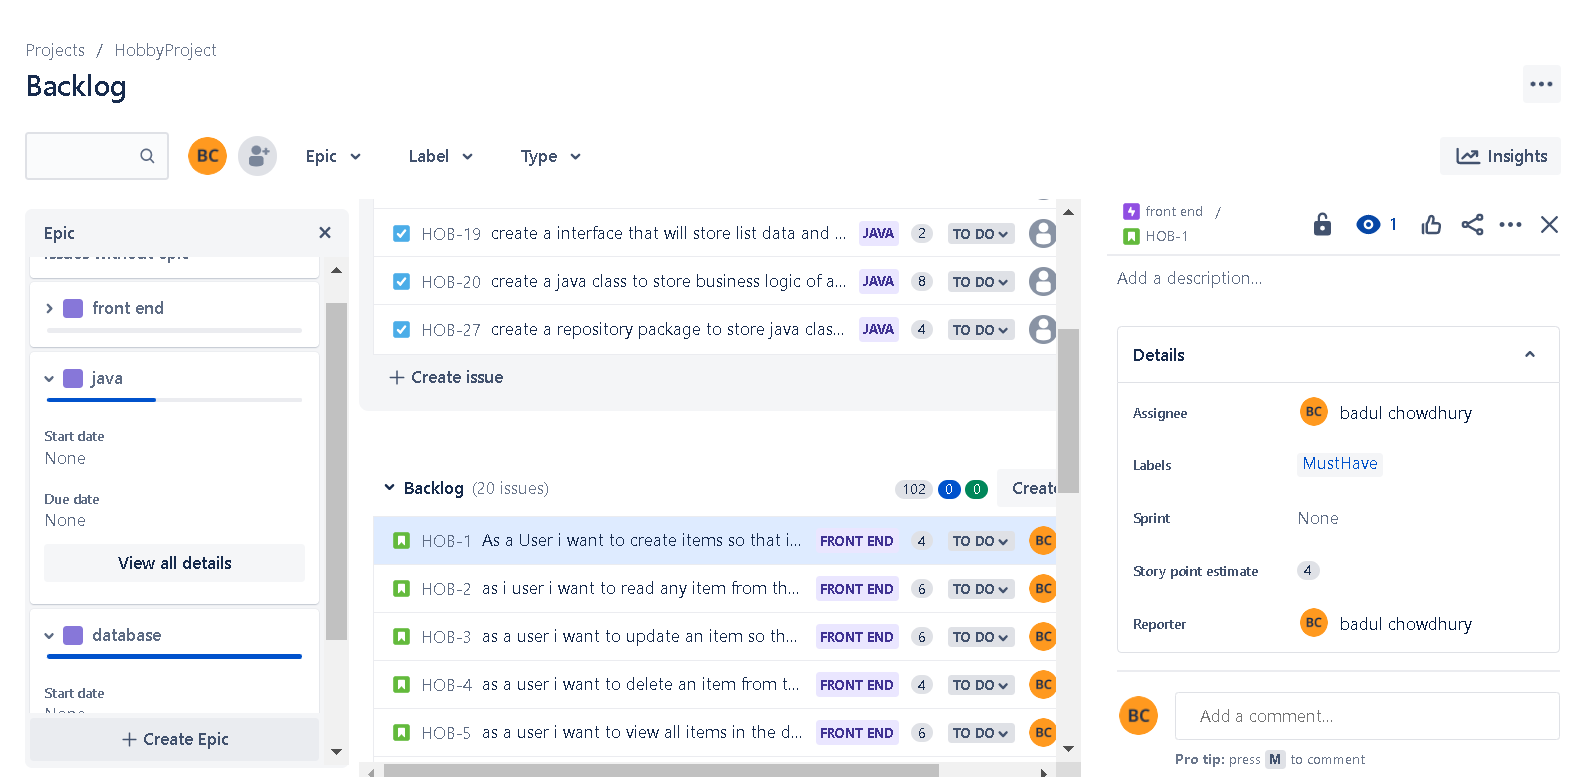 Projects / HobbyProject
Backlog
BC
Epic
Label
Type
Insights
Epic
issues without epic
front end
java
Start date
None
Due date
None
View all details
database
Start date
None
+ Create Epic
HOB-19 create a interface that will store list data and ... JAVA 2 TO DO
HOB-20 create a java class to store business logic of a... JAVA 8 TO DO
HOB-27 create a repository package to store java clas... JAVA 4 TO DO
+ Create issue
Backlog (20 issues) 102 0 0 Create
HOB-1 As a User i want to create items so that i... FRONT END 4 TO DO BC
HOB-2 as i user i want to read any item from th... FRONT END 6 TO DO BC
HOB-3 as a user i want to update an item so th... FRONT END 6 TO DO BC
HOB-4 as a user i want to delete an item from t... FRONT END 4 TO DO BC
HOB-5 as a user i want to view all items in the d... FRONT END 6 TO DO BC
front end /
HOB-1
1
Add a description...
Details
Assignee BC badul chowdhury
Labels MustHave
Sprint None
Story point estimate 4
Reporter BC badul chowdhury
BC Add a comment...
Pro tip: press M to comment